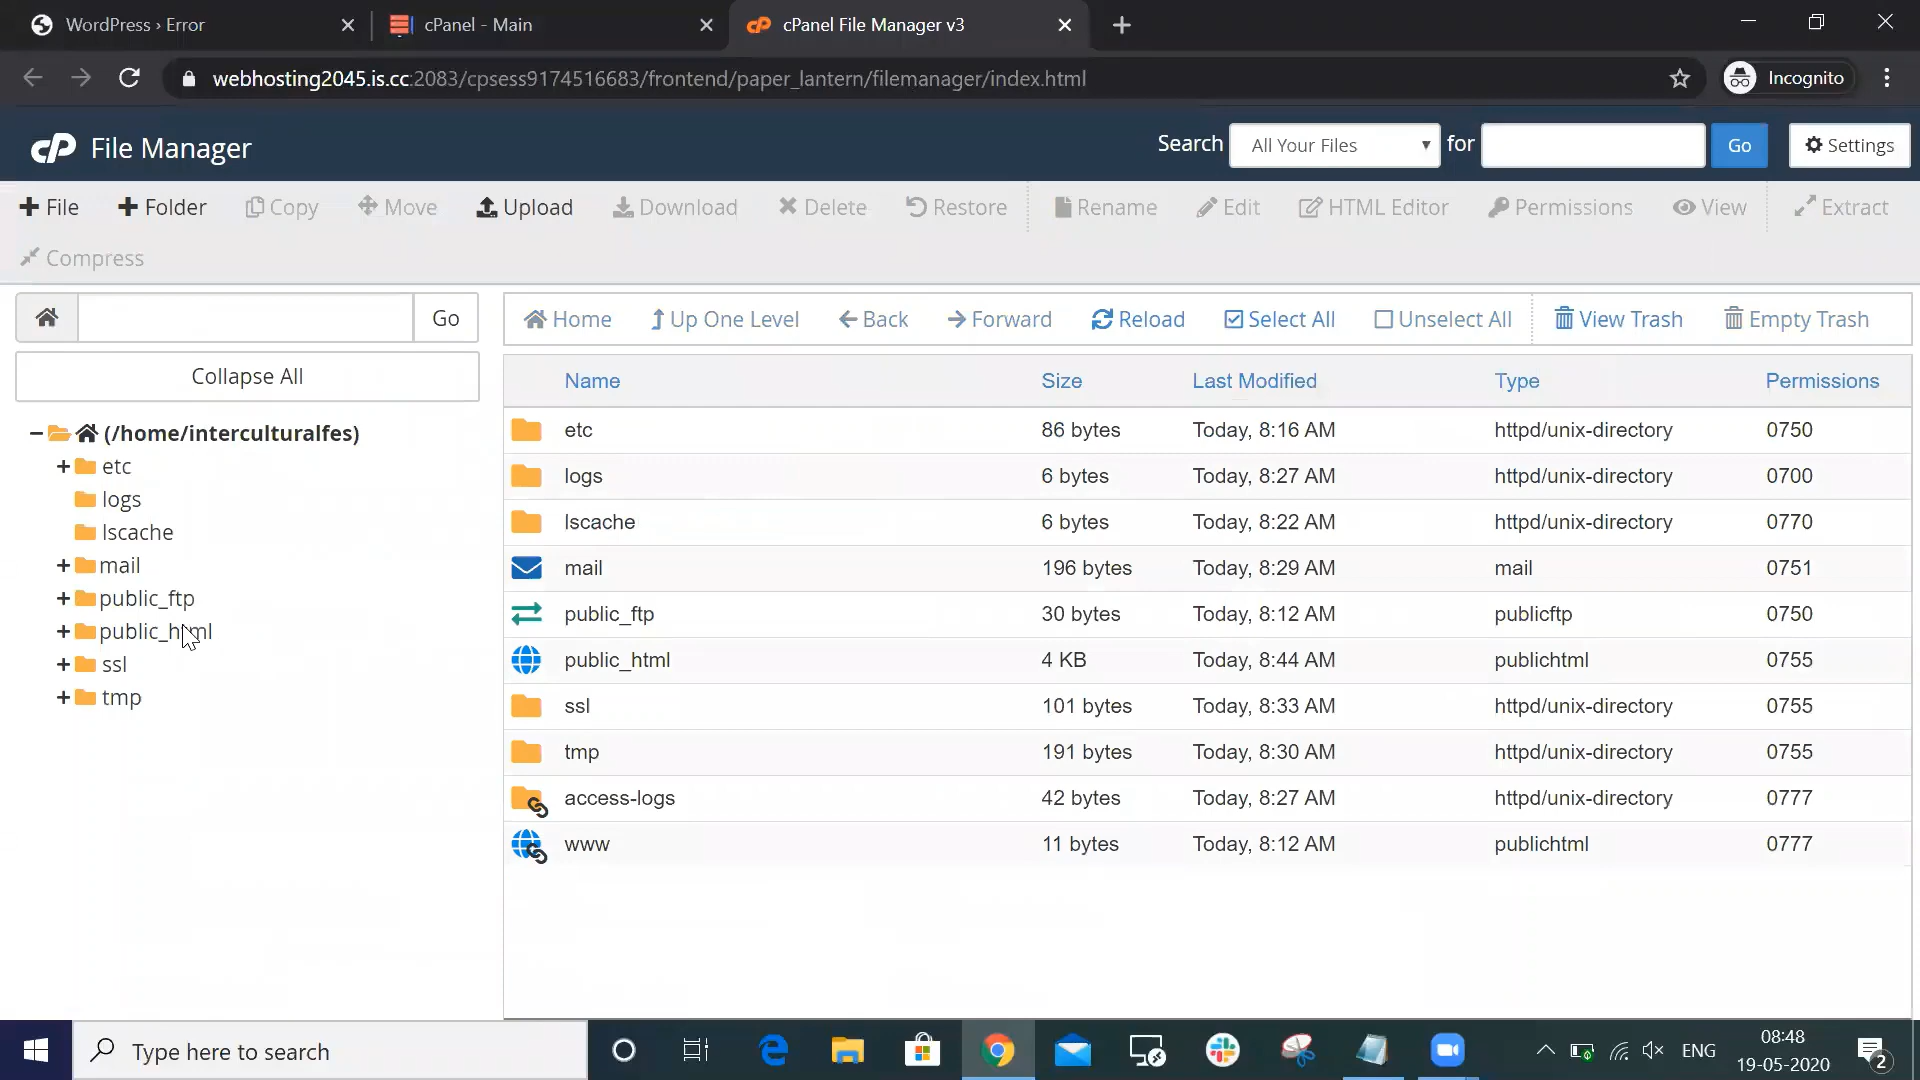 WordPress › Error
cPanel - Main
cPanel File Manager v3
webhosting2045.is.cc:2083/cpsess9174516683/frontend/paper_lantern/filemanager/index.html
Incognito
cP File Manager
Search All Your Files for Go Settings
File Folder Copy Move Upload Download Delete Restore Rename Edit HTML Editor Permissions View Extract
Compress
Go
Collapse All
(/home/interculturalfes)
etc
logs
lscache
mail
public_ftp
public_html
ssl
tmp
Home Up One Level Back Forward Reload Select All Unselect All View Trash Empty Trash
Name Size Last Modified Type Permissions
etc 86 bytes Today, 8:16 AM httpd/unix-directory 0750
logs 6 bytes Today, 8:27 AM httpd/unix-directory 0700
lscache 6 bytes Today, 8:22 AM httpd/unix-directory 0770
mail 196 bytes Today, 8:29 AM mail 0751
public_ftp 30 bytes Today, 8:12 AM publicftp 0750
public_html 4 KB Today, 8:44 AM publichtml 0755
ssl 101 bytes Today, 8:33 AM httpd/unix-directory 0755
tmp 191 bytes Today, 8:30 AM httpd/unix-directory 0755
access-logs 42 bytes Today, 8:27 AM httpd/unix-directory 0777
www 11 bytes Today, 8:12 AM publichtml 0777
Type here to search
ENG
08:48
19-05-2020
2